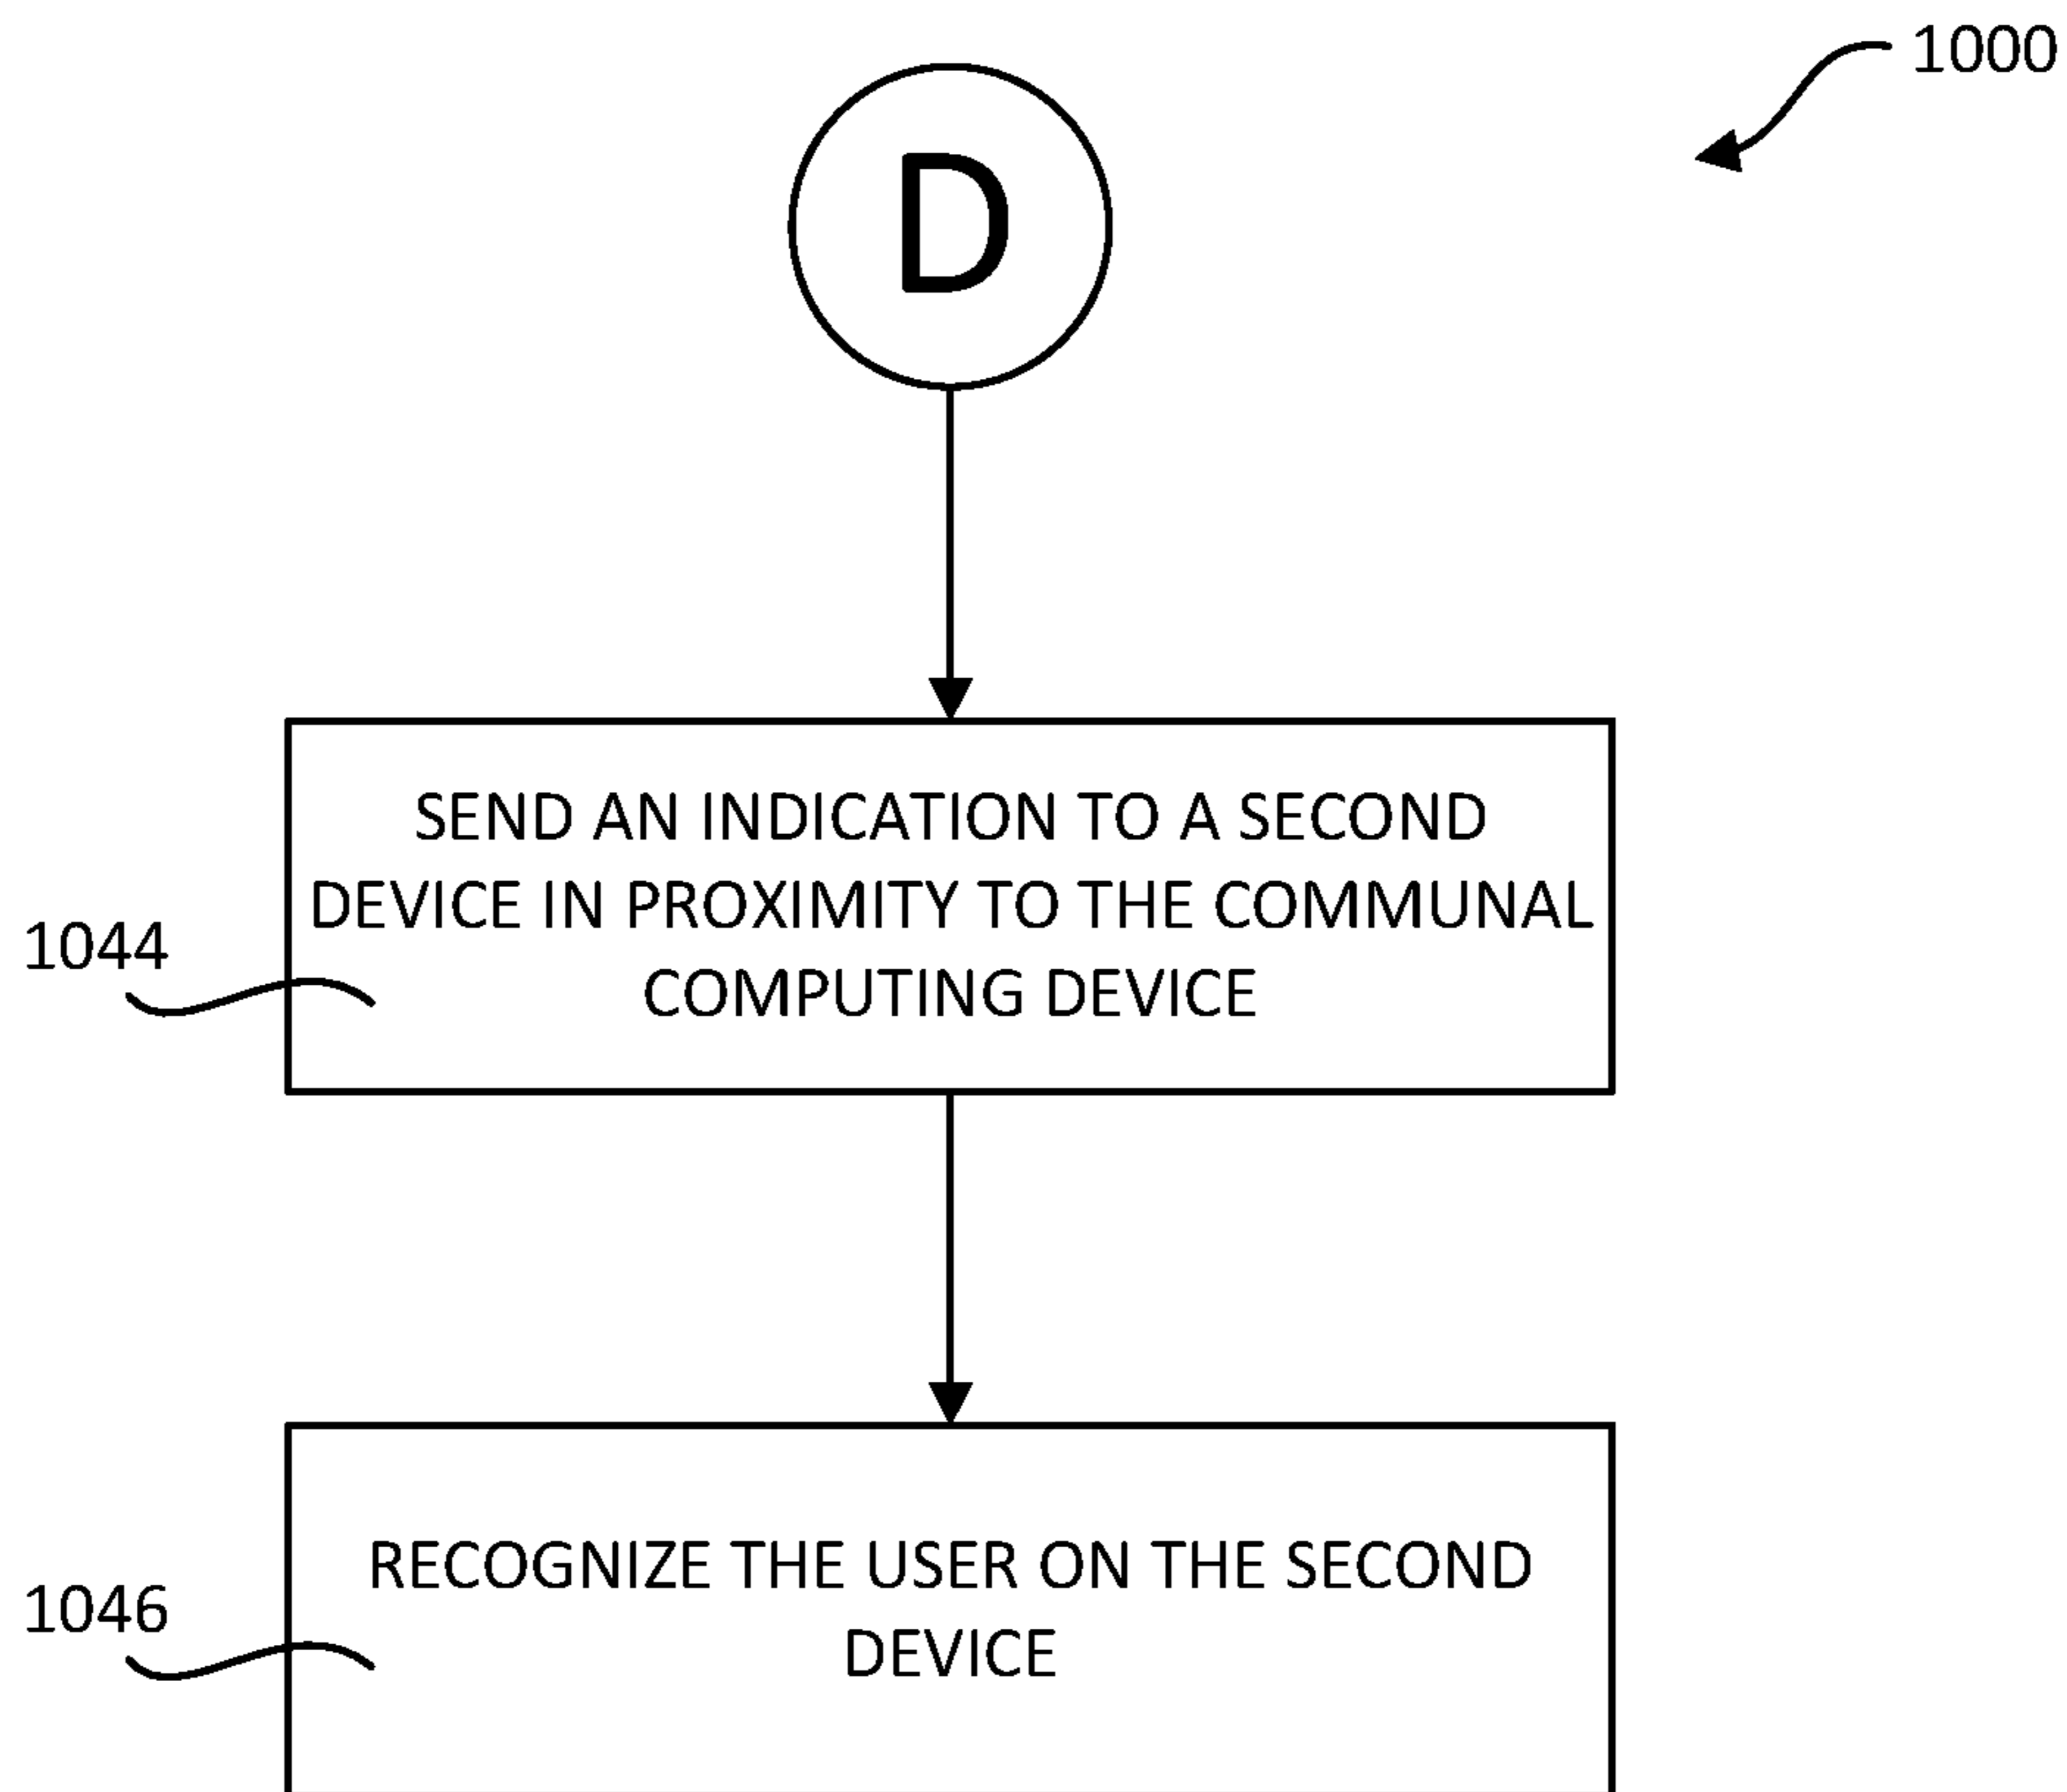 1000
D
SEND AN INDICATION TO A SECOND
DEVICE IN PROXIMITY TO THE COMMUNAL
COMPUTING DEVICE
1044
RECOGNIZE THE USER ON THE SECOND
DEVICE
1046